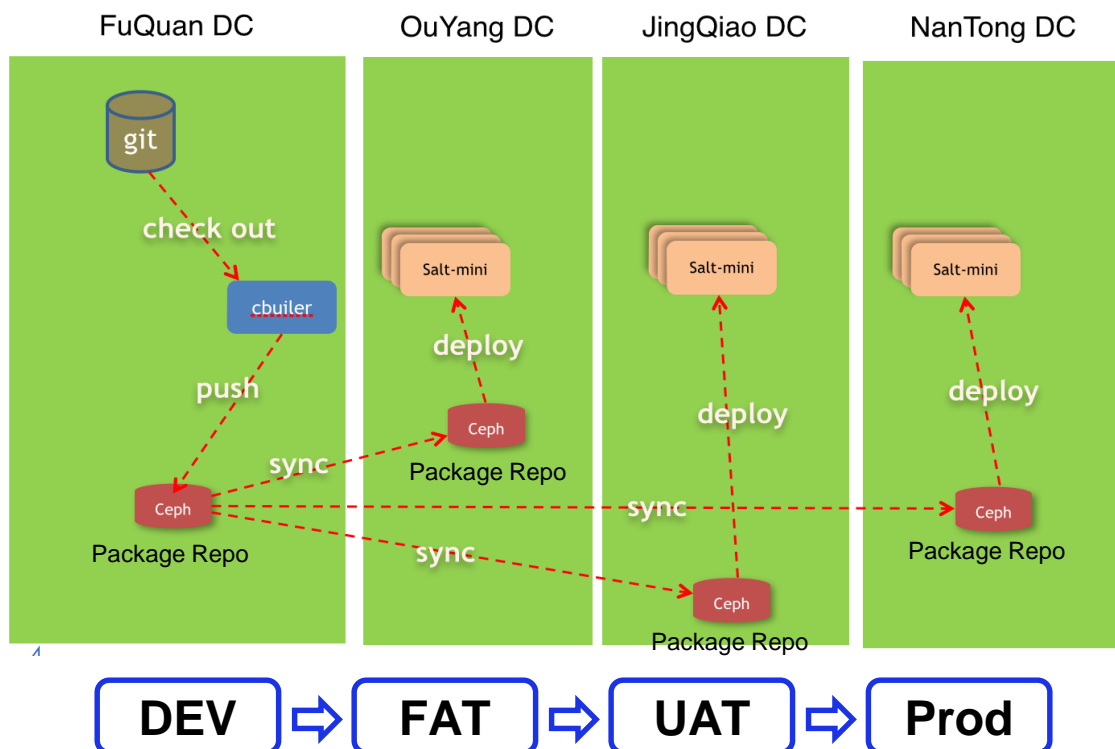 FuQuan DC
OuYang DC
JingQiao DC
NanTong DC
git
check out
cbuiler
push
Ceph
Package Repo
sync
sync
sync
Salt-mini
deploy
Ceph
Package Repo
Salt-mini
deploy
Ceph
Package Repo
Salt-mini
deploy
Ceph
Package Repo
DEV
FAT
UAT
Prod